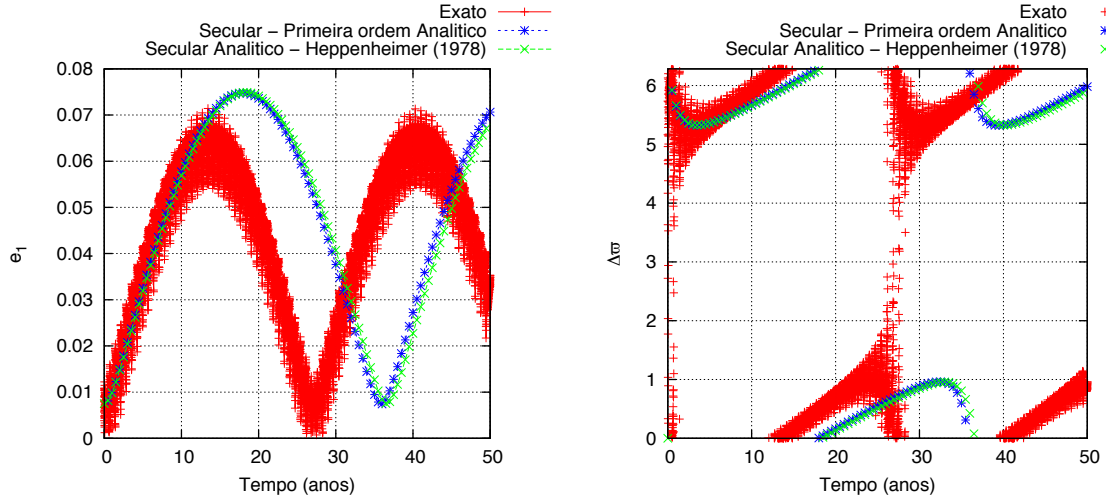 Exato
Secular – Primeira ordem Analitico
Secular Analitico – Heppenheimer (1978)
0.08
0.07
0.06
0.05
0.04
0.03
0.02
0.01
0
e1
0 10 20 30 40 50
Tempo (anos)
Exato
Secular – Primeira ordem Analitico
Secular Analitico – Heppenheimer (1978)
6
5
4
3
2
1
0
Δϖ
0 10 20 30 40 50
Tempo (anos)